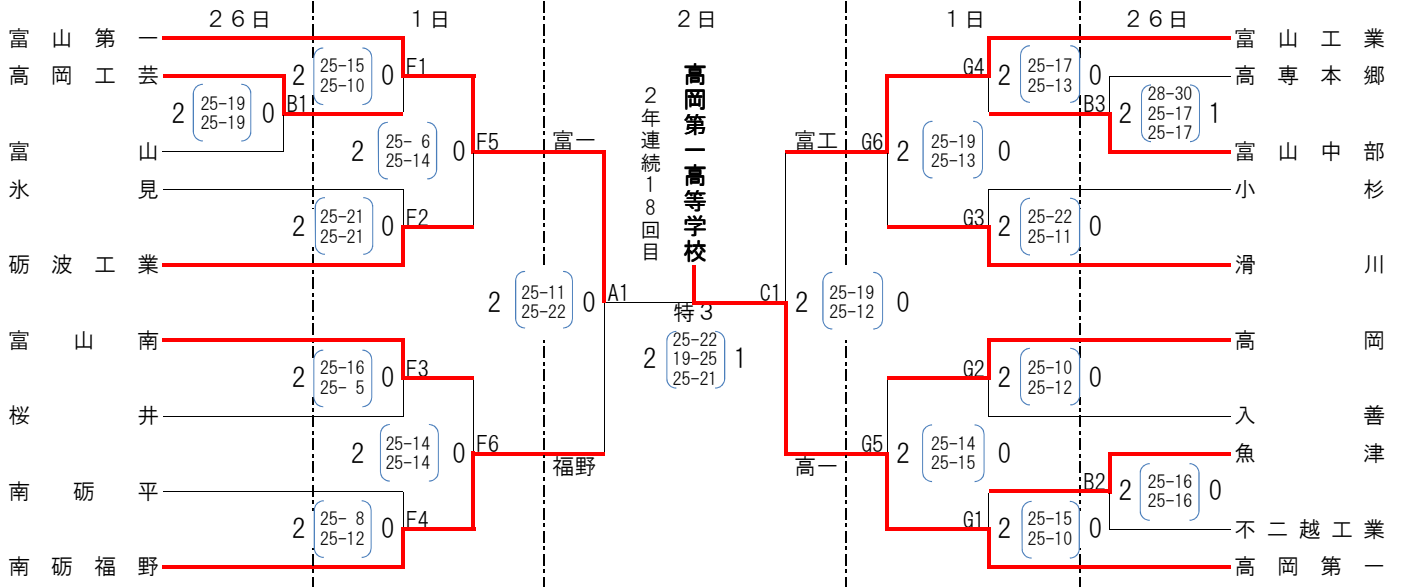 ２６日
１日
２日
１日
２６日
富山第一
高岡工芸
富山
氷見
砺波工業
富山南
桜井
南砺平
南砺福野
2 25-19 25-19 0 B1
2 25-15 25-10 0 F1
2 25- 6 25-14 0 F5
2 25-21 25-21 0 F2
2 25-16 25- 5 0 F3
2 25-14 25-14 0 F6
2 25- 8 25-12 0 F4
富一
福野
2 25-11 25-22 0 A1
高岡第一高等学校
２年連続１８回目
特３
2 25-22 19-25 25-21 1
富工
高一
C1 2 25-19 25-12 0
G4 2 25-17 25-13 0
G6 2 25-19 25-13 0
G3 2 25-22 25-11 0
G2 2 25-10 25-12 0
G5 2 25-14 25-15 0
G1 2 25-15 25-10 0
B3 2 28-30 25-17 25-17 1
B2 2 25-16 25-16 0
富山工業
高専本郷
富山中部
小杉
滑川
高岡
入善
魚津
不二越工業
高岡第一